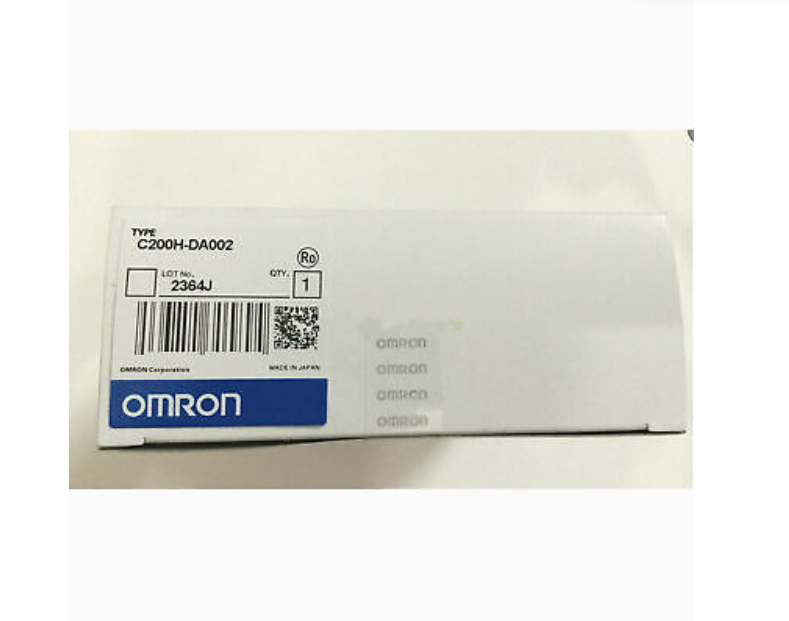 TYPE
C200H-DA002
Ro
LOT No. QTY.
2364J 1
OMRON Corporation MADE IN JAPAN
OMRON
OMRON
OMRON
OMRON
OMRON